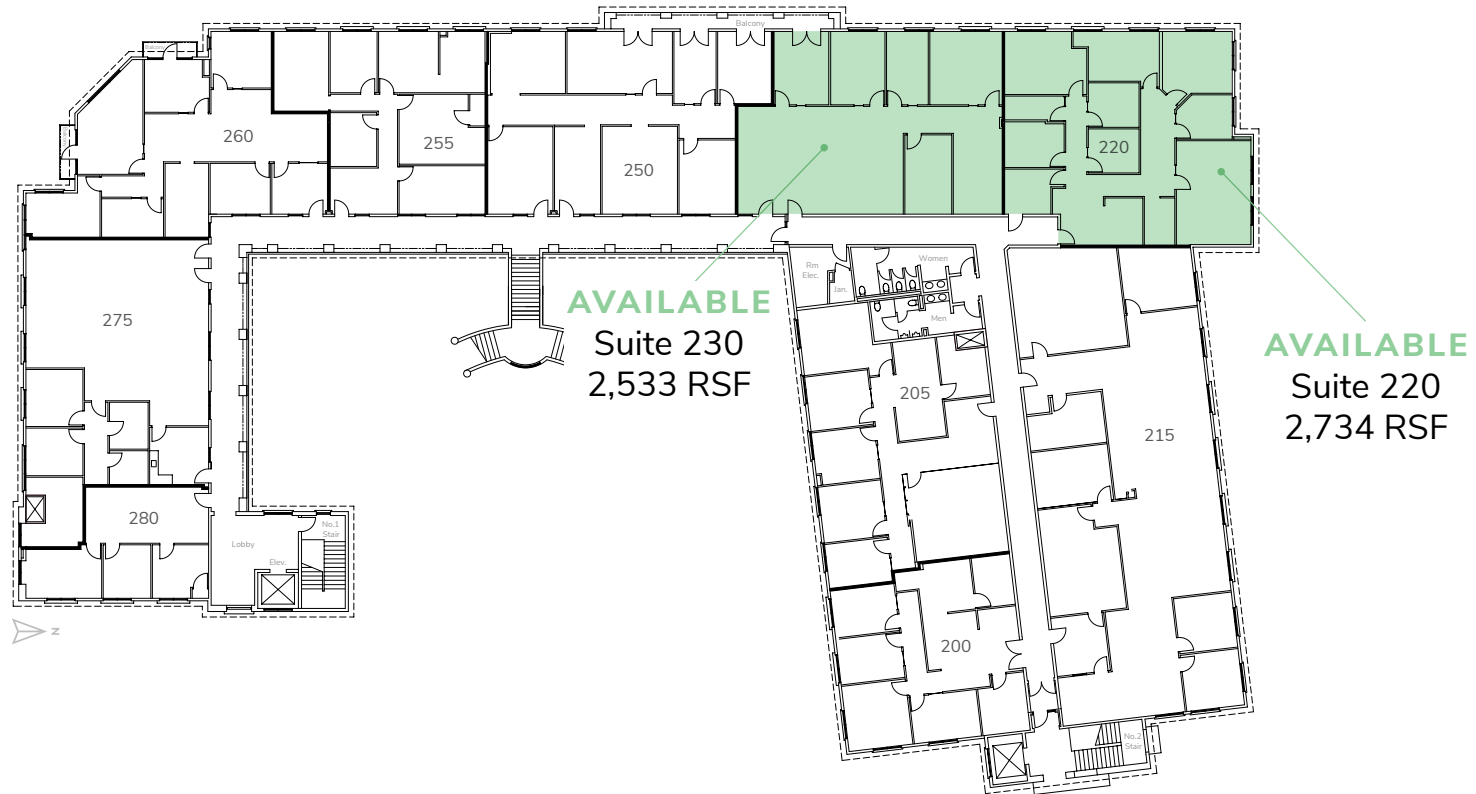 Balcony
Balcony
260
255
250
220
Women
Rm
Elec.
Jan.
Men
AVAILABLE
Suite 230
2,533 RSF
AVAILABLE
Suite 220
2,734 RSF
275
205
215
280
No.1
Stair
Lobby
Elev.
N
200
No.2
Stair